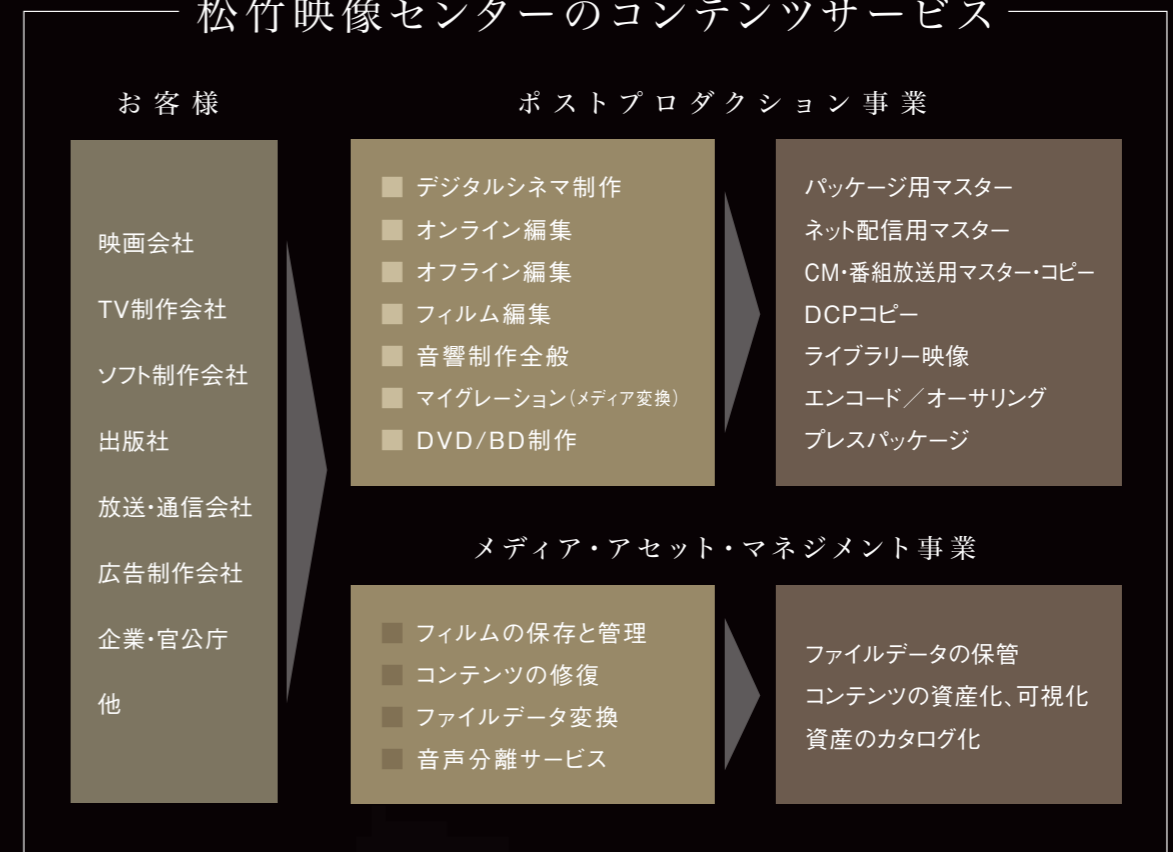 松竹映像センターのコンテンツサービス
お客様
映画会社
TV制作会社
ソフト制作会社
出版社
放送・通信会社
広告制作会社
企業・官公庁
他
ポストプロダクション事業
デジタルシネマ制作
オンライン編集
オフライン編集
フィルム編集
音響制作全般
マイグレーション(メディア変換)
DVD/BD制作
パッケージ用マスター
ネット配信用マスター
CM・番組放送用マスター・コピー
DCPコピー
ライブラリー映像
エンコード/オーサリング
プレスパッケージ
メディア・アセット・マネジメント事業
フィルムの保存と管理
コンテンツの修復
ファイルデータ変換
音声分離サービス
ファイルデータの保管
コンテンツの資産化、可視化
資産のカタログ化